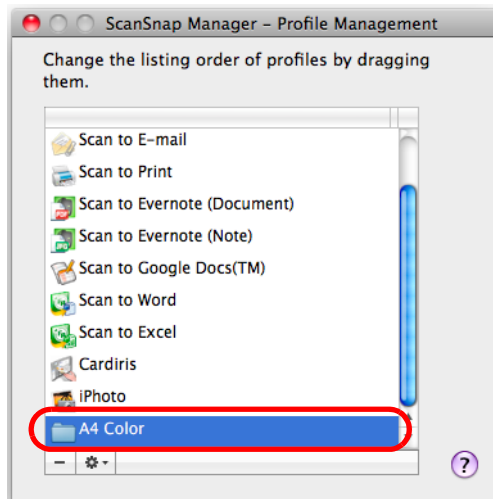 ScanSnap Manager – Profile Management
Change the listing order of profiles by dragging
them.
Scan to E-mail
Scan to Print
Scan to Evernote (Document)
Scan to Evernote (Note)
Scan to Google Docs(TM)
Scan to Word
Scan to Excel
Cardiris
iPhoto
A4 Color
?